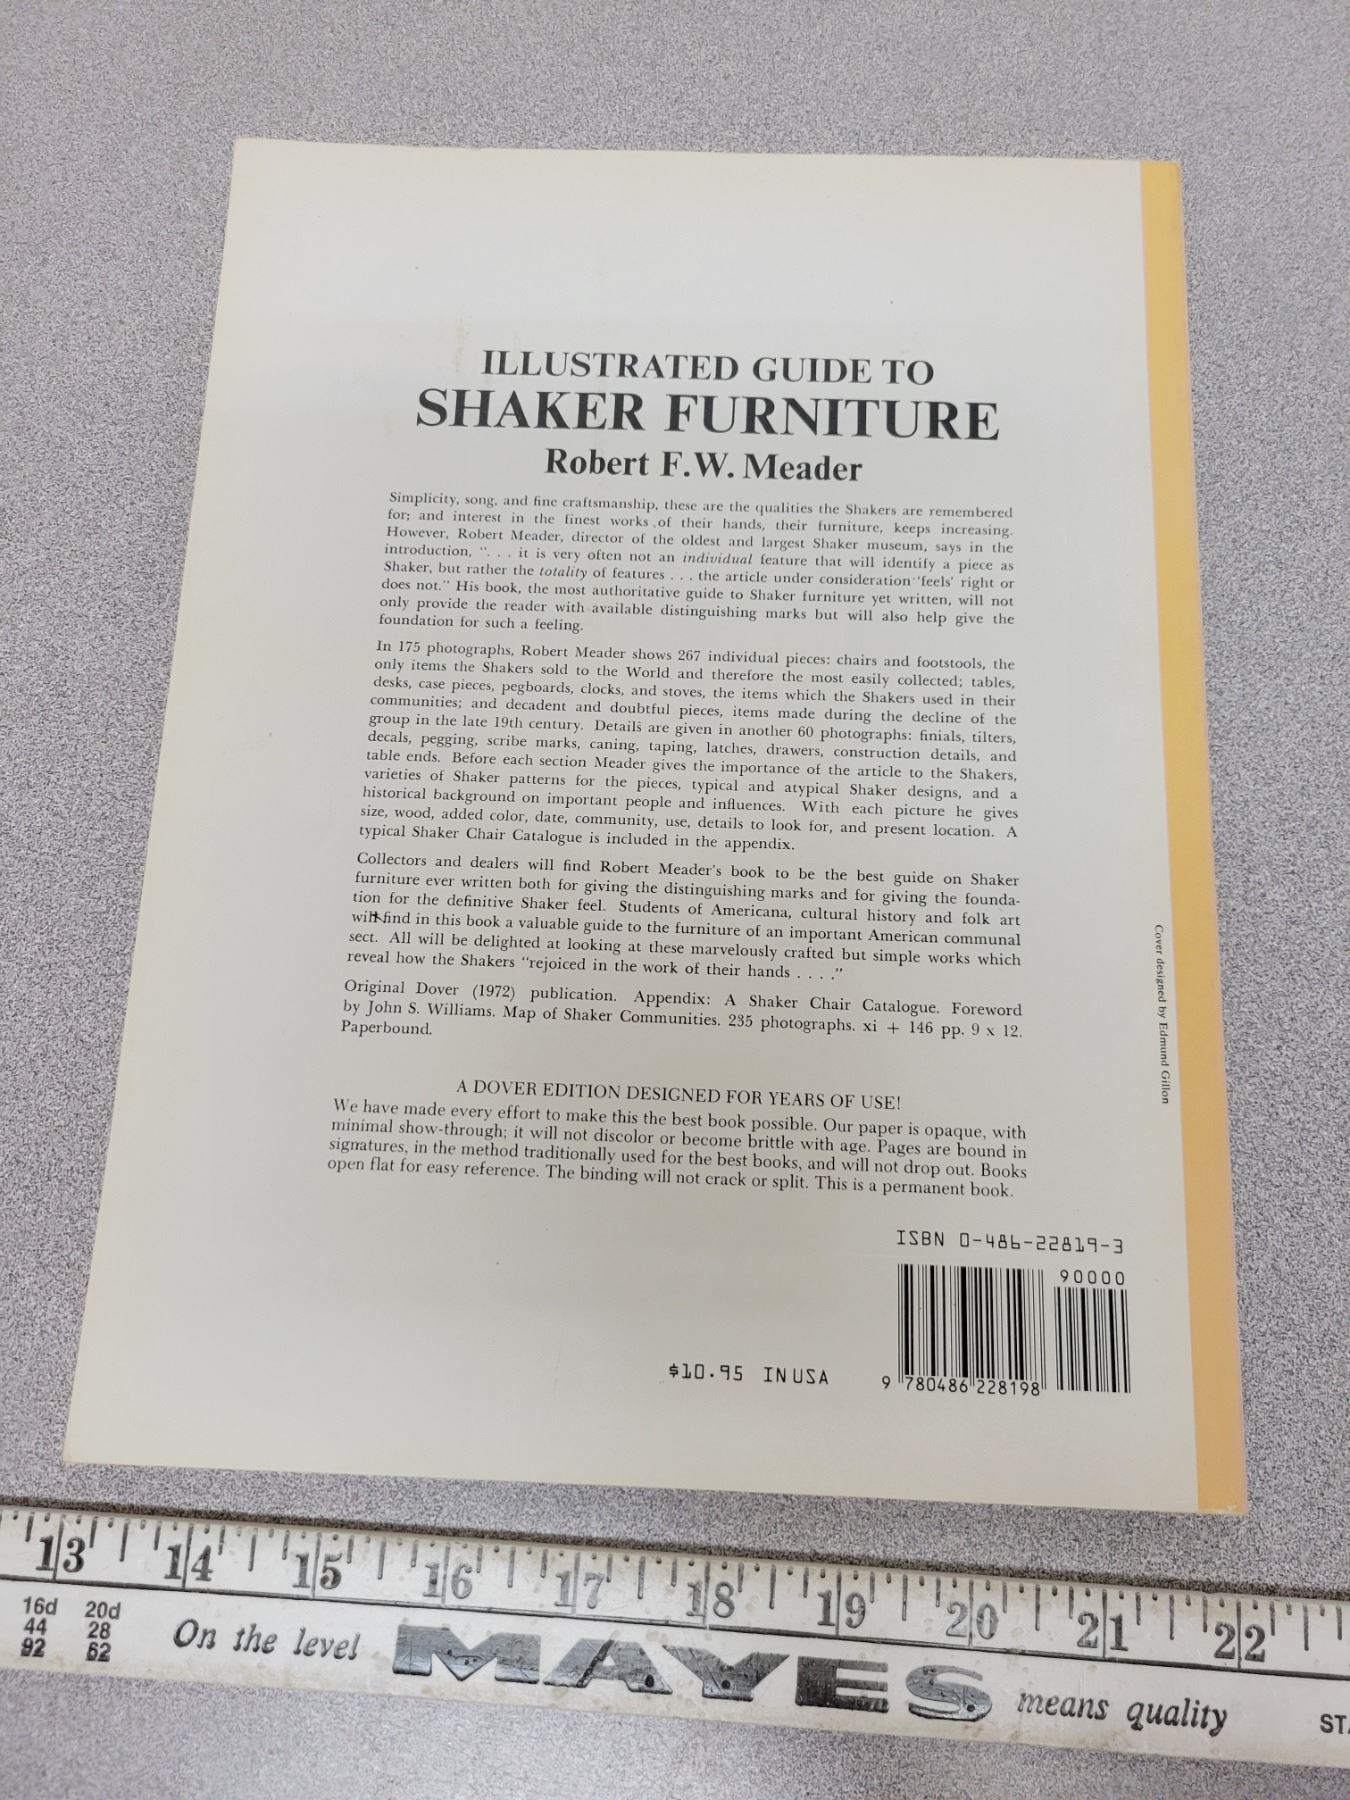 ILLUSTRATED GUIDE TO
SHAKER FURNITURE
Robert F.W. Meader
Simplicity, song, and fine craftsmanship, these are the qualities the Shakers are remembered
for; and interest in the finest works of their hands, their furniture, keeps increasing.
However, Robert Meader, director of the oldest and largest Shaker museum, says in the
introduction, ". . . it is very often not an individual feature that will identify a piece as
Shaker, but rather the totality of features . . . the article under consideration 'feels' right or
does not." His book, the most authoritative guide to Shaker furniture yet written, will not
only provide the reader with available distinguishing marks but will also help give the
foundation for such a feeling.
In 175 photographs, Robert Meader shows 267 individual pieces: chairs and footstools, the
only items the Shakers sold to the World and therefore the most easily collected; tables,
desks, case pieces, pegboards, clocks, and stoves, the items which the Shakers used in their
communities; and decadent and doubtful pieces, items made during the decline of the
group in the late 19th century. Details are given in another 60 photographs: finials, tilters,
decals, pegging, scribe marks, caning, taping, latches, drawers, construction details, and
table ends. Before each section Meader gives the importance of the article to the Shakers,
varieties of Shaker patterns for the pieces, typical and atypical Shaker designs, and a
historical background on important people and influences. With each picture he gives
size, wood, added color, date, community, use, details to look for, and present location. A
typical Shaker Chair Catalogue is included in the appendix.
Collectors and dealers will find Robert Meader's book to be the best guide on Shaker
furniture ever written both for giving the distinguishing marks and for giving the founda-
tion for the definitive Shaker feel. Students of Americana, cultural history and folk art
will find in this book a valuable guide to the furniture of an important American communal
sect. All will be delighted at looking at these marvelously crafted but simple works which
reveal how the Shakers "rejoiced in the work of their hands . . . ."
Original Dover (1972) publication. Appendix: A Shaker Chair Catalogue. Foreword
by John S. Williams. Map of Shaker Communities. 235 photographs. xi + 146 pp. 9 x 12.
Paperbound.
A DOVER EDITION DESIGNED FOR YEARS OF USE!
We have made every effort to make this the best book possible. Our paper is opaque, with
minimal show-through; it will not discolor or become brittle with age. Pages are bound in
signatures, in the method traditionally used for the best books, and will not drop out. Books
open flat for easy reference. The binding will not crack or split. This is a permanent book.
Cover designed by Edmund Gillon
ISBN 0-486-22819-3
90000
9 780486 228198
$10.95 IN USA
13 14 15 16 17 18 19 20 21 22
16d 20d
44 28
92 62
On the level MAYES means quality